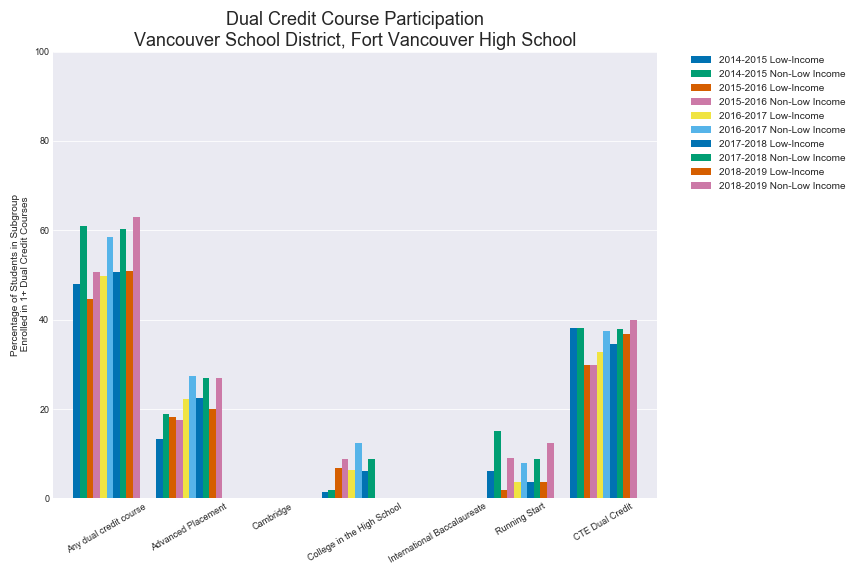 Dual Credit Course Participation
Vancouver School District, Fort Vancouver High School
Percentage of Students in Subgroup
Enrolled in 1+ Dual Credit Courses
100
80
60
40
20
0
Any dual credit course
Advanced Placement
Cambridge
College in the High School
International Baccalaureate
Running Start
CTE Dual Credit
2014-2015 Low-Income
2014-2015 Non-Low Income
2015-2016 Low-Income
2015-2016 Non-Low Income
2016-2017 Low-Income
2016-2017 Non-Low Income
2017-2018 Low-Income
2017-2018 Non-Low Income
2018-2019 Low-Income
2018-2019 Non-Low Income